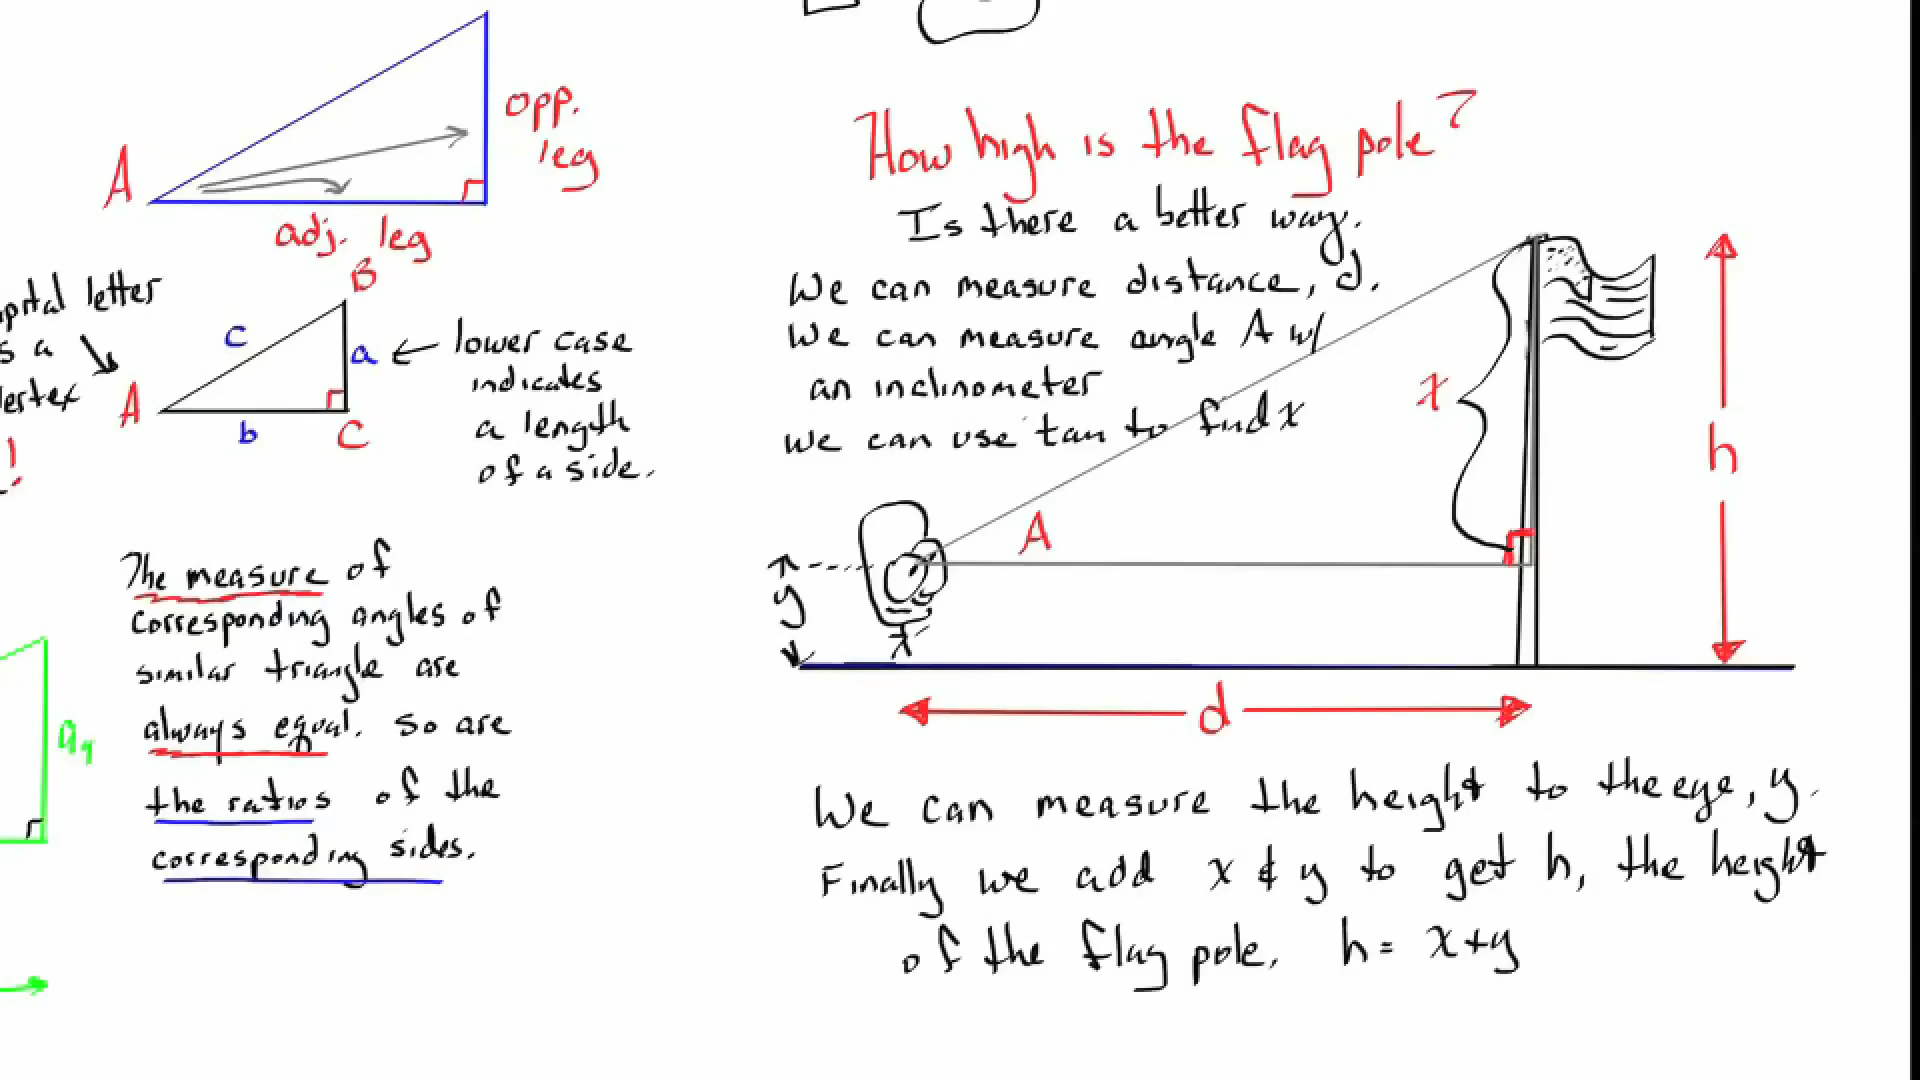 opp.
leg
A
adj. leg
B
letter
s a
A
c
a
b
C
lower case
indicates
a length
of a side.
!
The measure of
corresponding angles of
similar triangle are
always equal. so are
the ratios of the
corresponding sides.
How high is the flag pole?
Is there a better way.
We can measure distance, d.
We can measure angle A w/
an inclinometer
we can use tan to find x
x
h
A
y
d
We can measure the height to the eye, y.
Finally we add x & y to get h, the height
of the flag pole. h = x+y